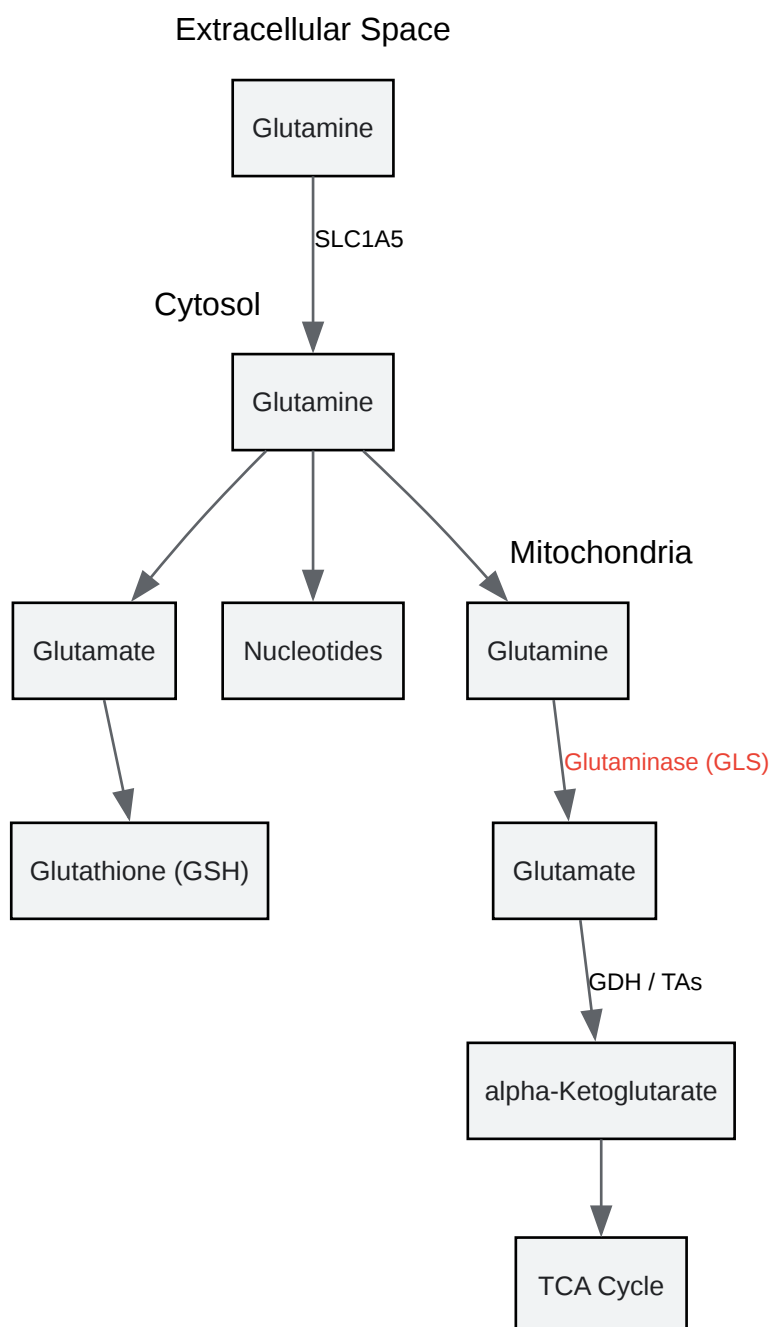 Extracellular Space
Glutamine
SLC1A5
Cytosol
Glutamine
Mitochondria
Glutamate
Nucleotides
Glutamine
Glutaminase (GLS)
Glutathione (GSH)
Glutamate
GDH / TAs
alpha-Ketoglutarate
TCA Cycle